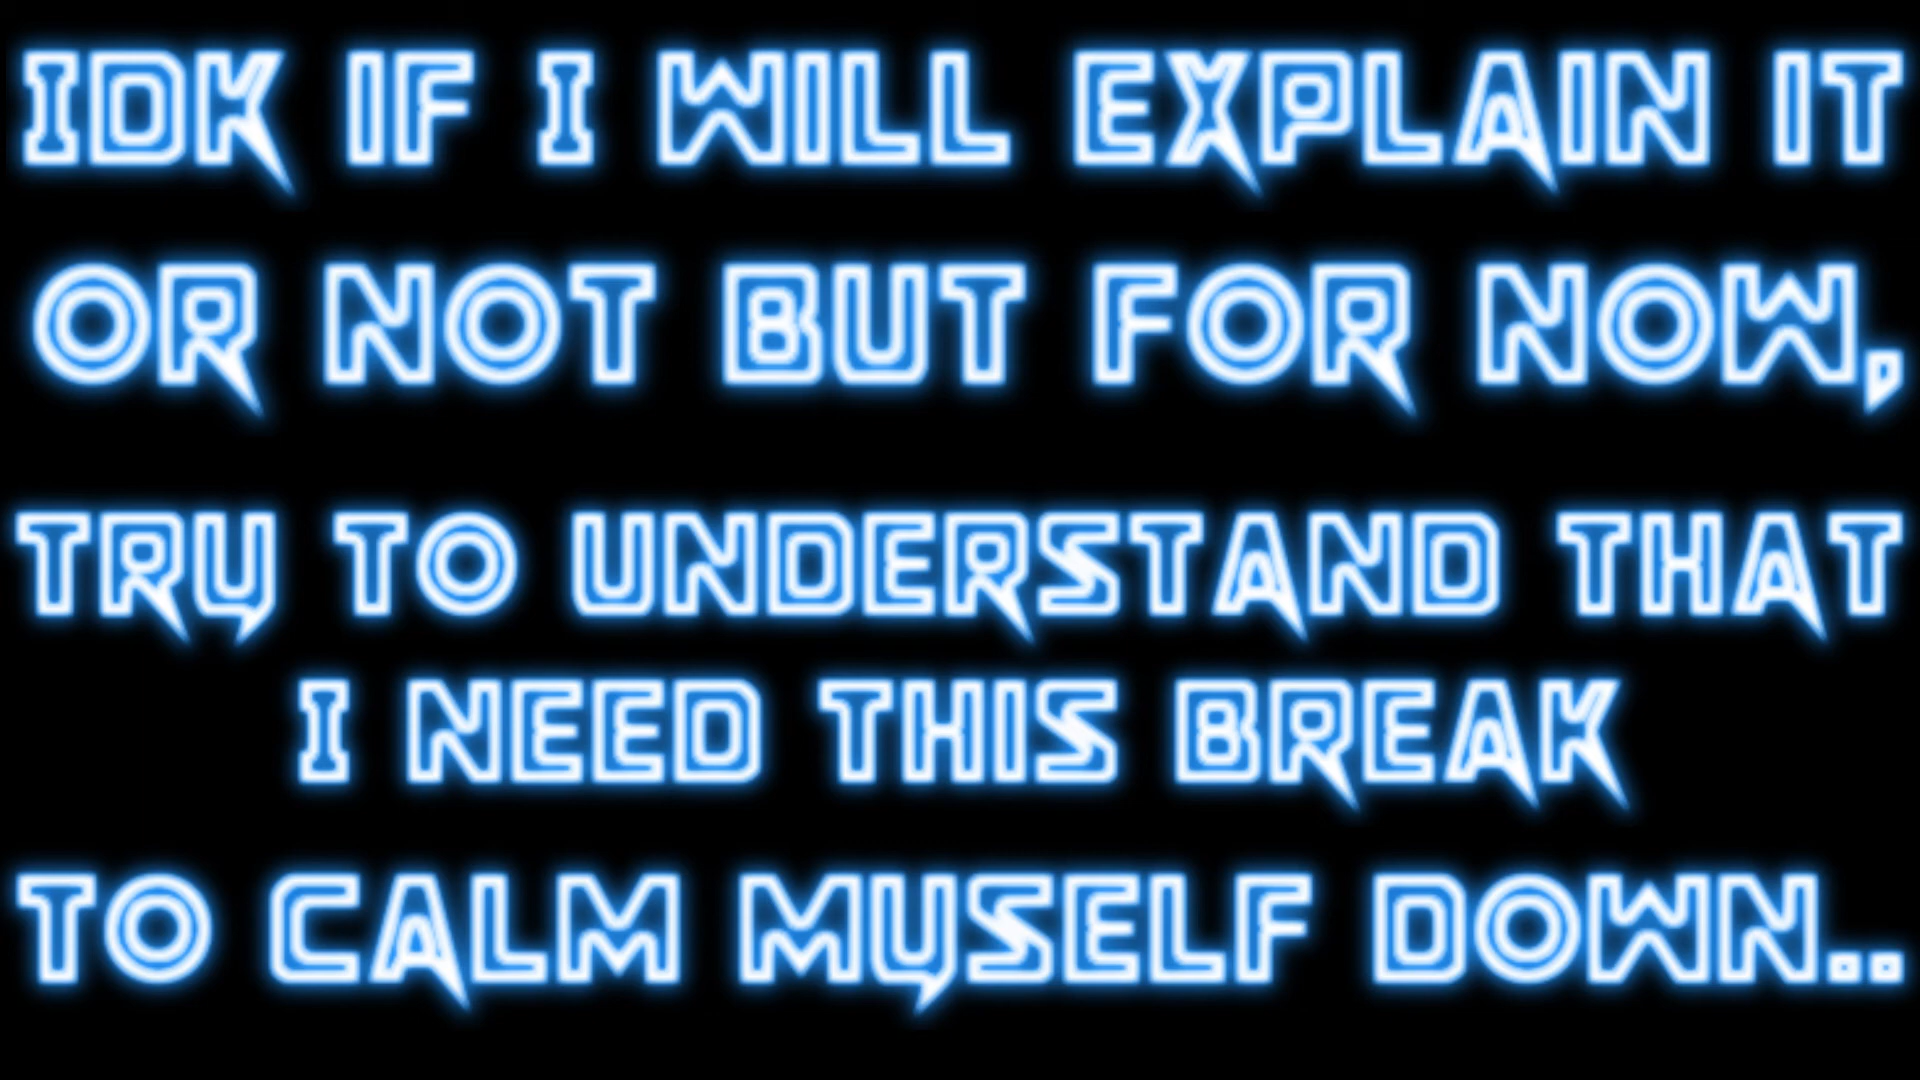 IDK IF I WILL EXPLAIN IT
OR NOT BUT FOR NOW,
TRY TO UNDERSTAND THAT
I NEED THIS BREAK
TO CALM MYSELF DOWN..